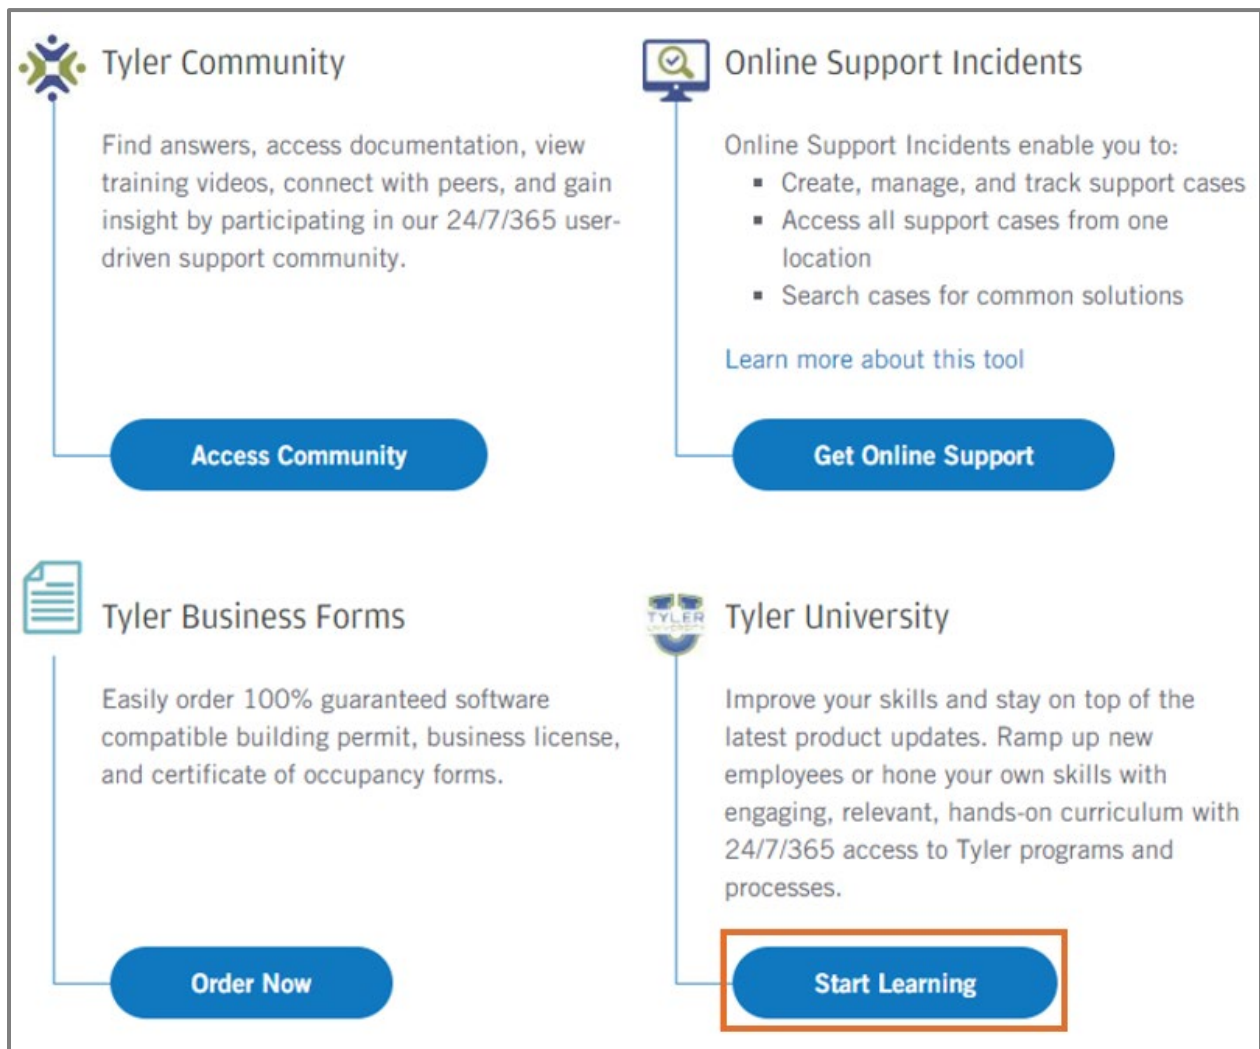 Tyler Community
Find answers, access documentation, view
training videos, connect with peers, and gain
insight by participating in our 24/7/365 user-
driven support community.
Access Community
Online Support Incidents
Online Support Incidents enable you to:
▪ Create, manage, and track support cases
▪ Access all support cases from one
location
▪ Search cases for common solutions
Learn more about this tool
Get Online Support
Tyler Business Forms
Easily order 100% guaranteed software
compatible building permit, business license,
and certificate of occupancy forms.
Order Now
TYLER
UNIVERSITY
Tyler University
Improve your skills and stay on top of the
latest product updates. Ramp up new
employees or hone your own skills with
engaging, relevant, hands-on curriculum with
24/7/365 access to Tyler programs and
processes.
Start Learning